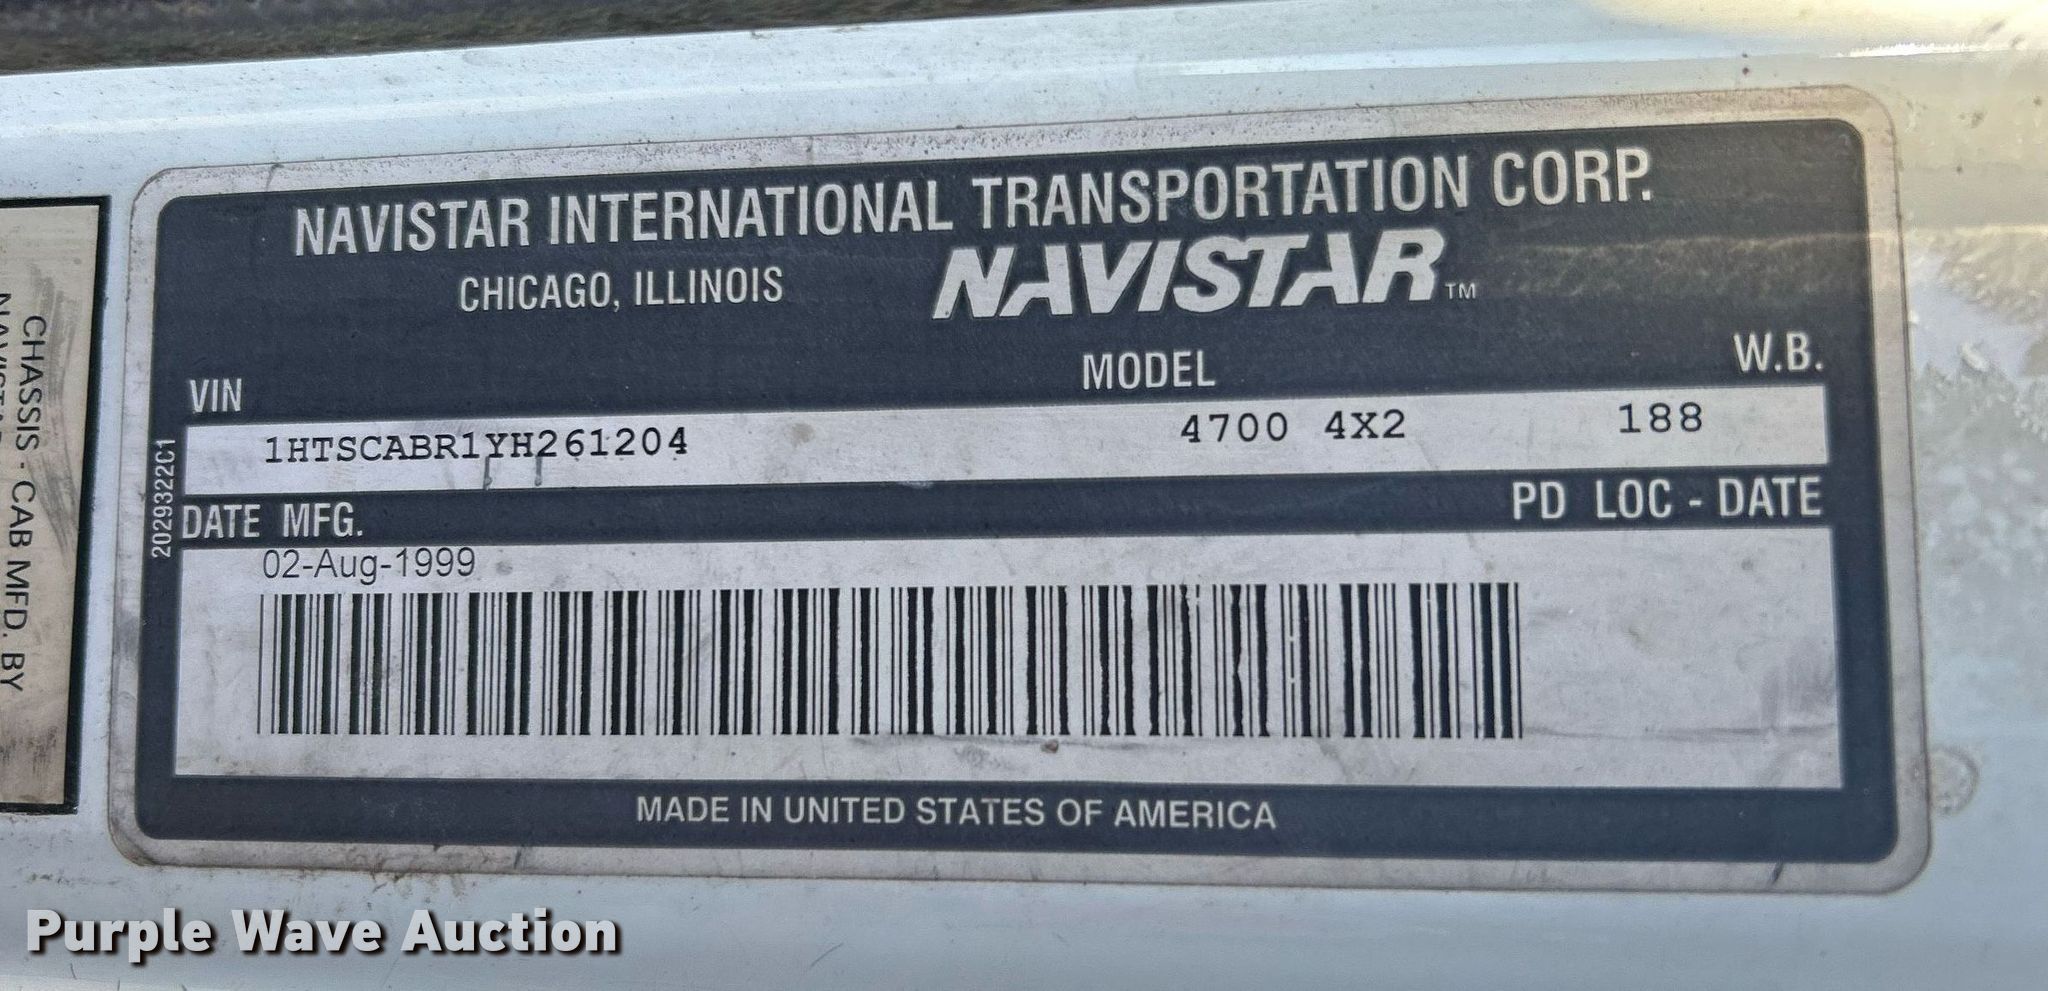 NAVISTAR INTERNATIONAL TRANSPORTATION CORP.
CHICAGO, ILLINOIS
NAVISTAR™
VIN MODEL W.B.
1HTSCABR1YH261204 4700 4X2 188
DATE MFG. PD LOC - DATE
02-Aug-1999
MADE IN UNITED STATES OF AMERICA
2029322C1
CHASSIS - CAB MFD. BY
Purple Wave Auction